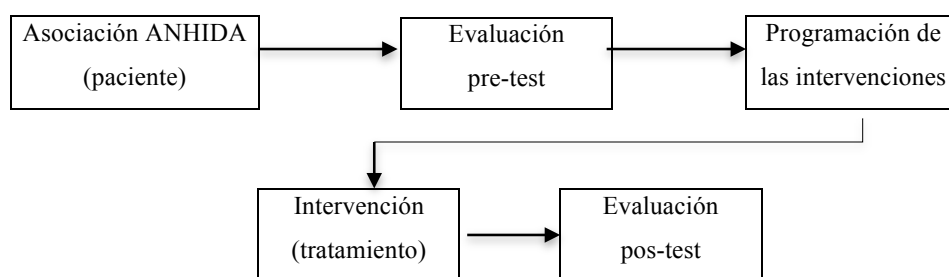 Asociación ANHIDA
(paciente)
Evaluación
pre-test
Programación de
las intervenciones
Intervención
(tratamiento)
Evaluación
pos-test